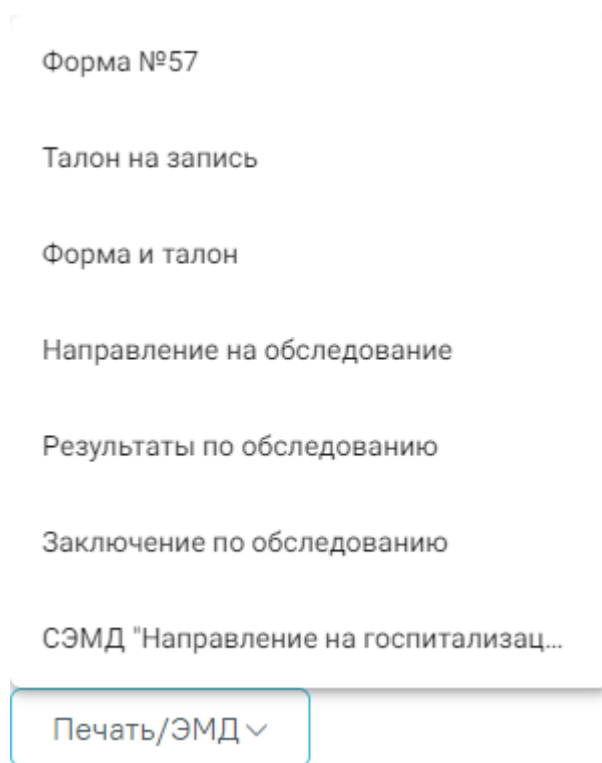 Форма №57
Талон на запись
Форма и талон
Направление на обследование
Результаты по обследованию
Заключение по обследованию
СЭМД "Направление на госпитализац...
Печать/ЭМД